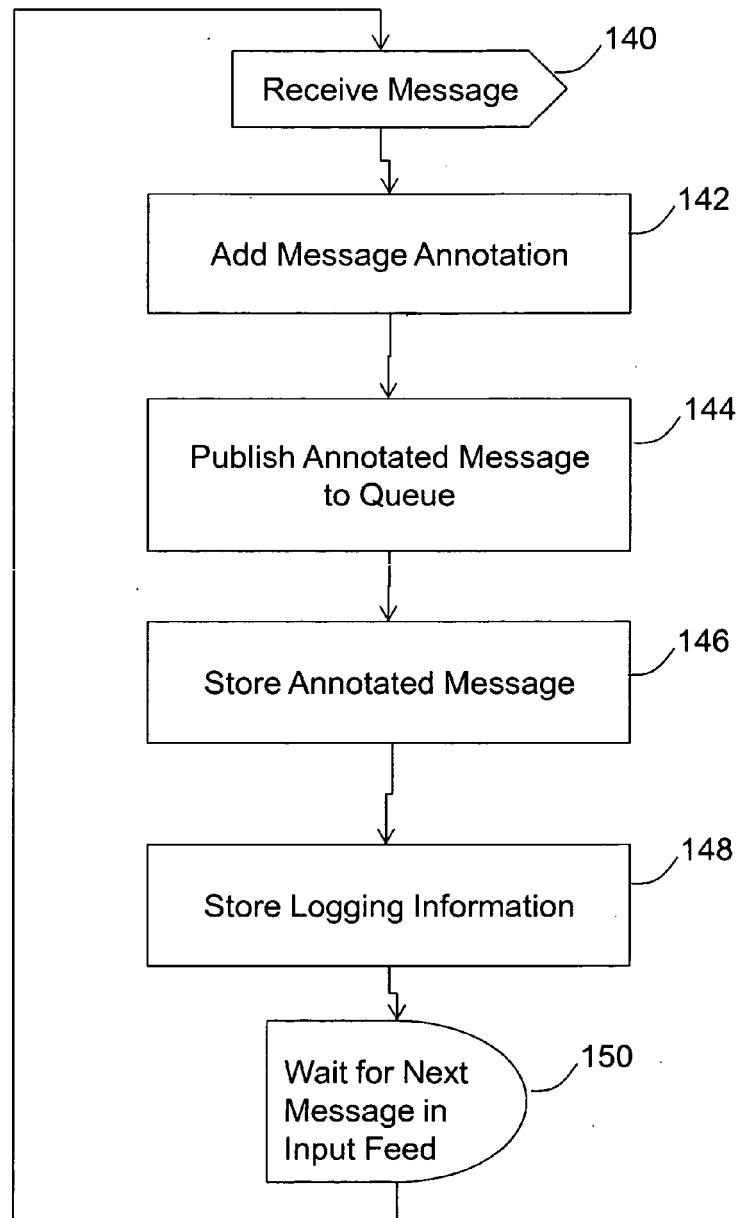 140
Receive Message
142
Add Message Annotation
144
Publish Annotated Message
to Queue
146
Store Annotated Message
148
Store Logging Information
150
Wait for Next
Message in
Input Feed